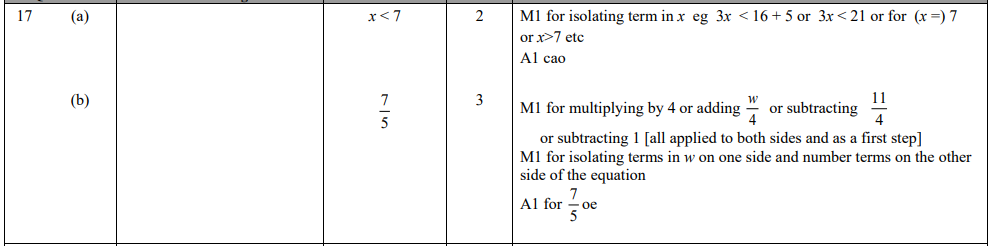 17 (a) x < 7 2 M1 for isolating term in x eg 3x < 16 + 5 or 3x < 21 or for (x =) 7
or x>7 etc
A1 cao
(b) 7/5 3 M1 for multiplying by 4 or adding w/4 or subtracting 11/4
or subtracting 1 [all applied to both sides and as a first step]
M1 for isolating terms in w on one side and number terms on the other
side of the equation
A1 for 7/5 oe